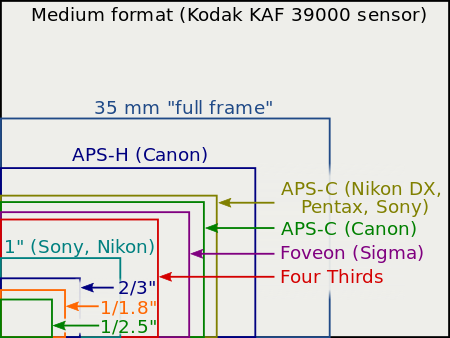 Medium format (Kodak KAF 39000 sensor)
35 mm "full frame"
APS-H (Canon)
APS-C (Nikon DX,
Pentax, Sony)
APS-C (Canon)
1" (Sony, Nikon)
Foveon (Sigma)
Four Thirds
2/3"
1/1.8"
1/2.5"